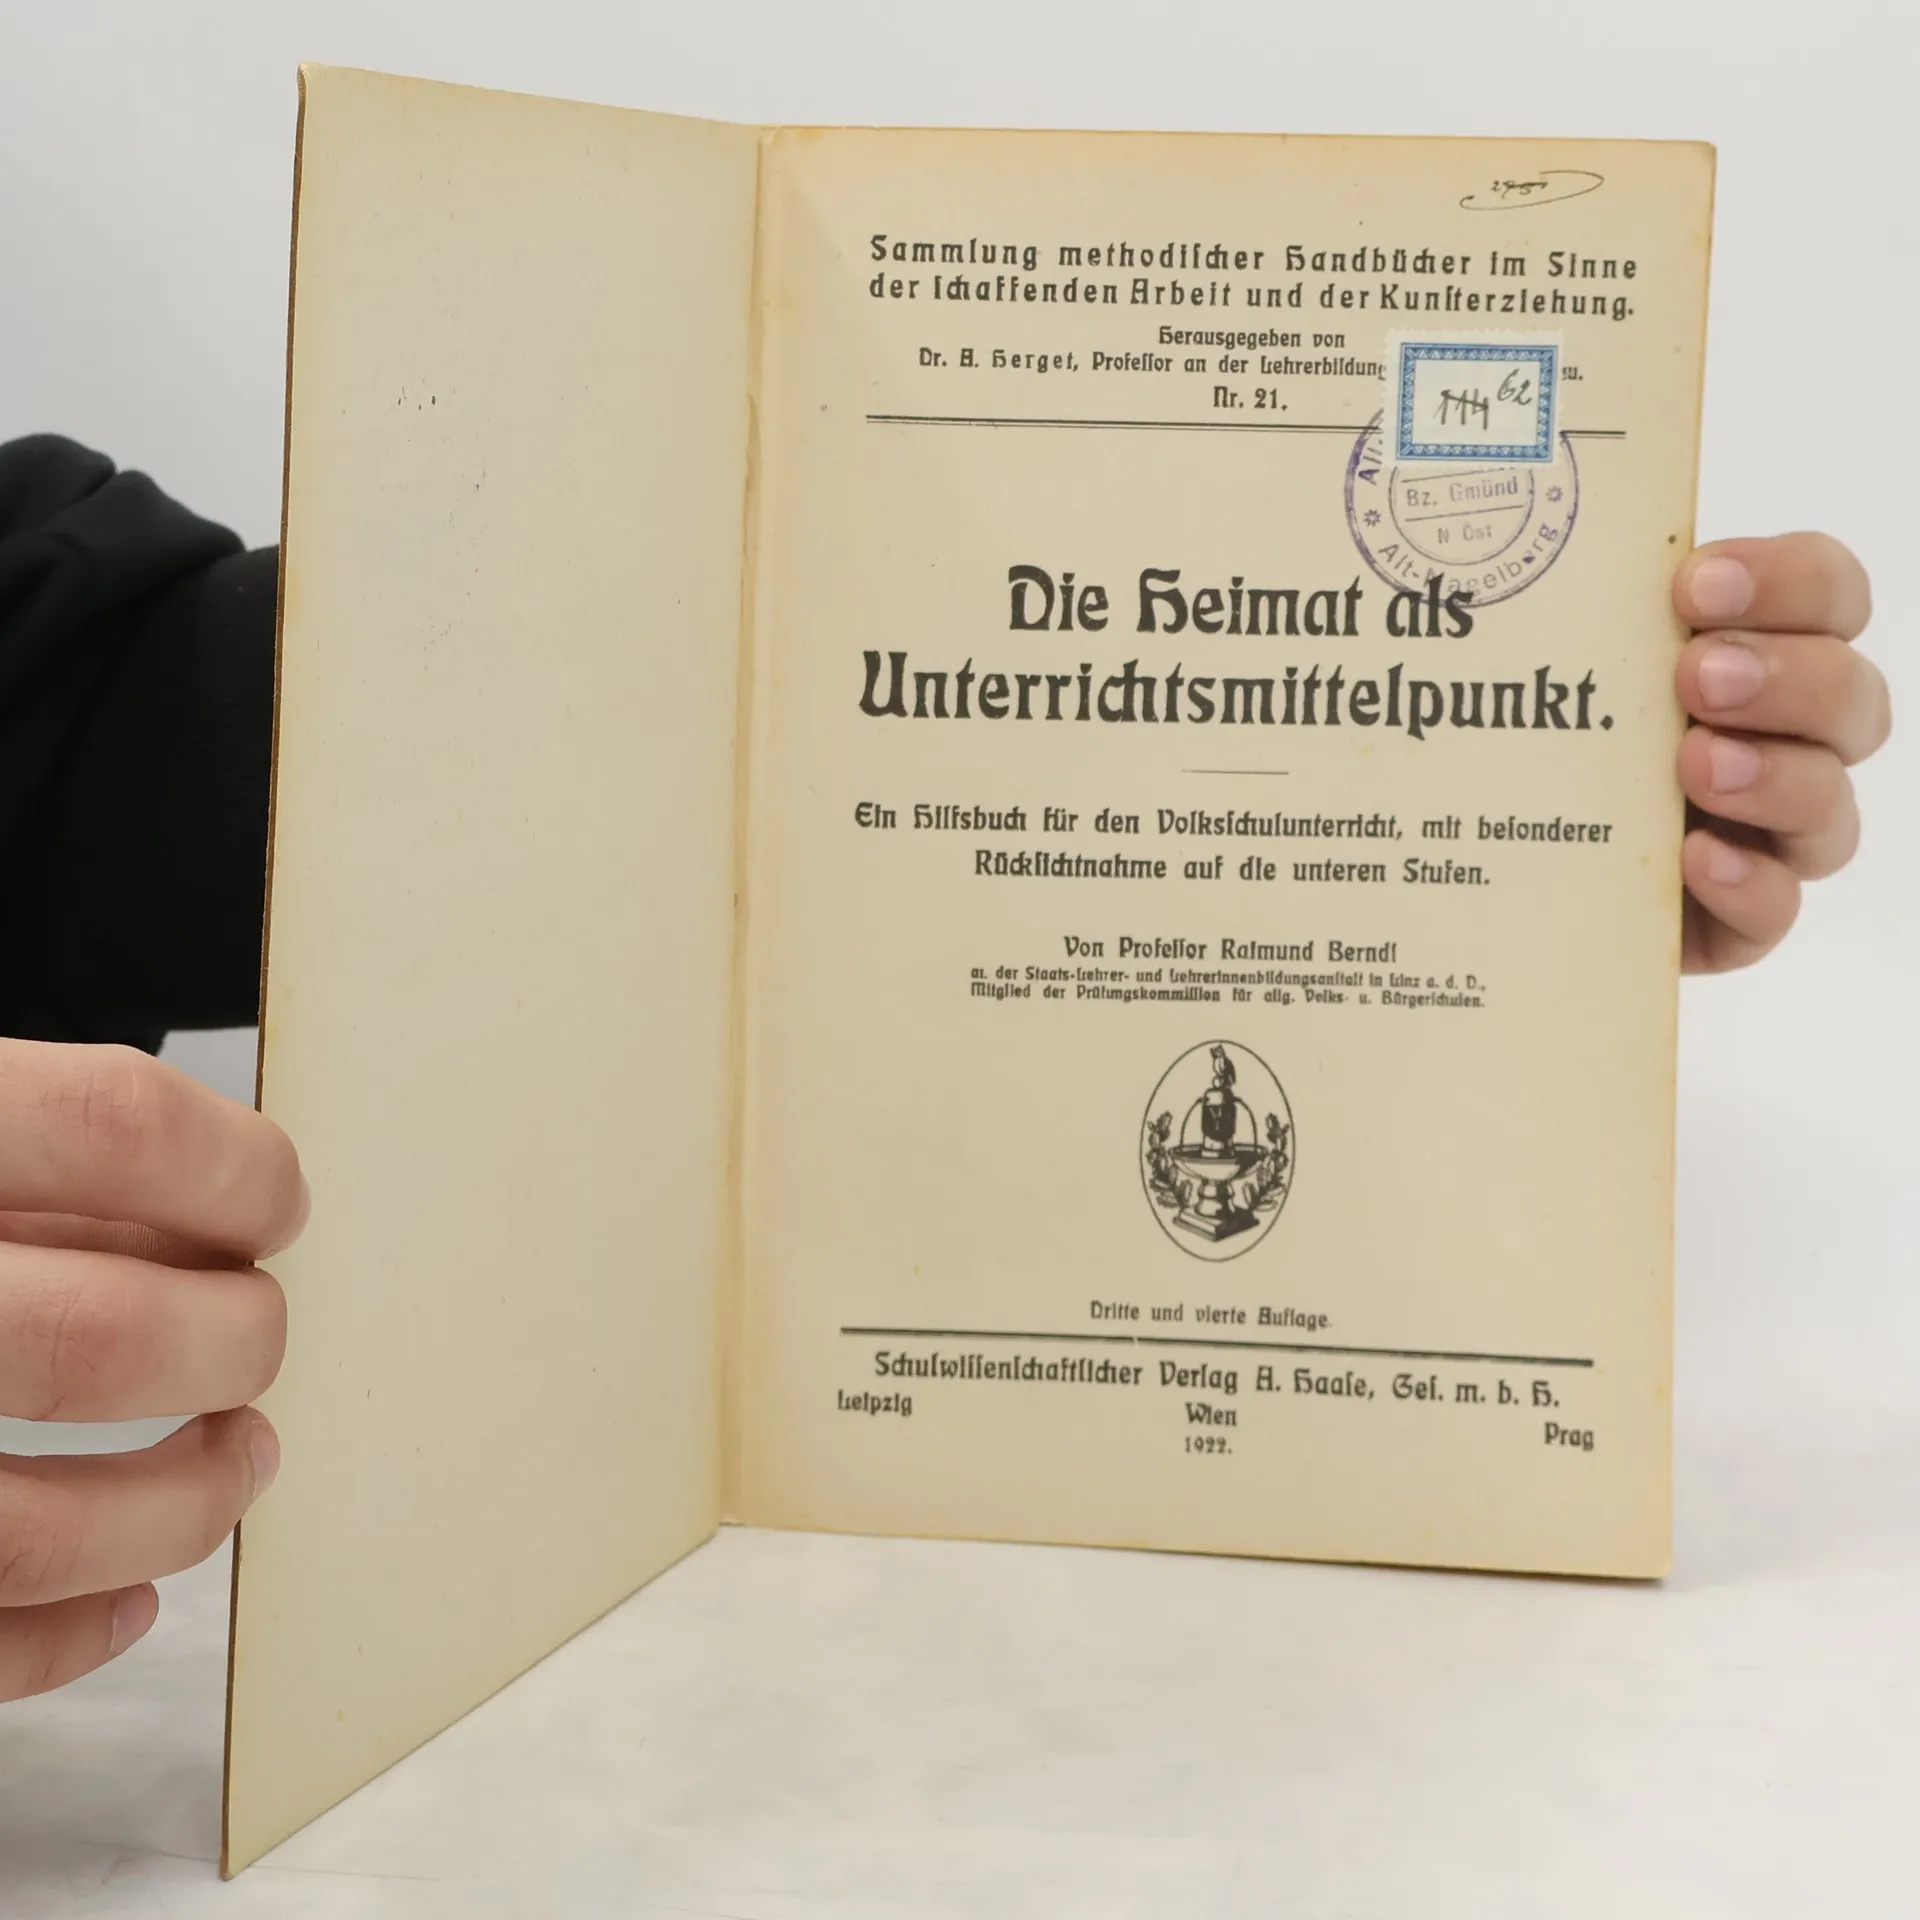 Sammlung methodischer Handbücher im Sinne
der schaffenden Arbeit und der Kunsterziehung.
Herausgegeben von
Dr. A. Herget, Professor an der
Nr. 21.
62
Bz. Gmünd
N Öst
Die Heimat als
Unterrichtsmittelpunkt.
Ein Hilfsbuch für den Volksschulunterricht, mit besonderer
Rücksichtnahme auf die unteren Stufen.
Von Professor Raimund Berndl
an der Staats-Lehrer- und Lehrerinnenbildungsanstalt in Linz a. d. D.,
Mitglied der Prüfungskommission für allg. Volks- u. Bürgerschulen.
Dritte und vierte Auflage.
Schulwissenschaftlicher Verlag A. Haase, Ges. m. b. H.
Leipzig Wien Prag
1922.